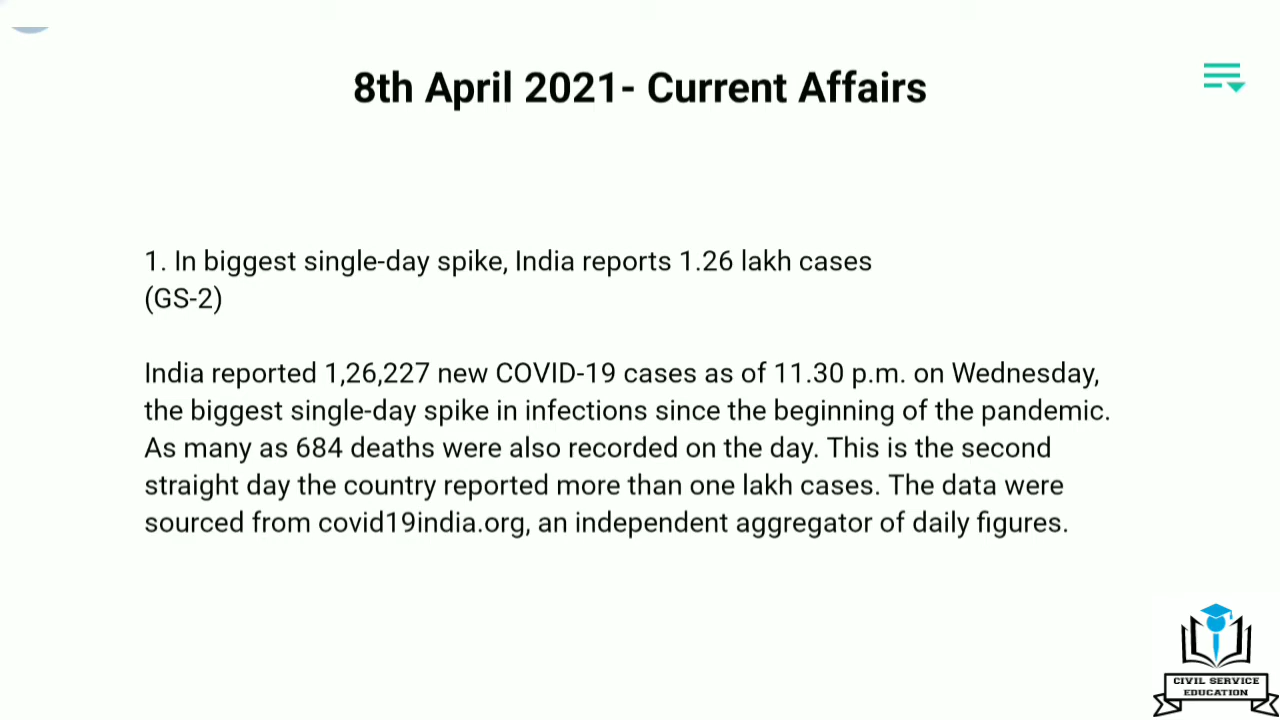 8th April 2021- Current Affairs
1. In biggest single-day spike, India reports 1.26 lakh cases
(GS-2)
India reported 1,26,227 new COVID-19 cases as of 11.30 p.m. on Wednesday,
the biggest single-day spike in infections since the beginning of the pandemic.
As many as 684 deaths were also recorded on the day. This is the second
straight day the country reported more than one lakh cases. The data were
sourced from covid19india.org, an independent aggregator of daily figures.
CIVIL SERVICE
EDUCATION